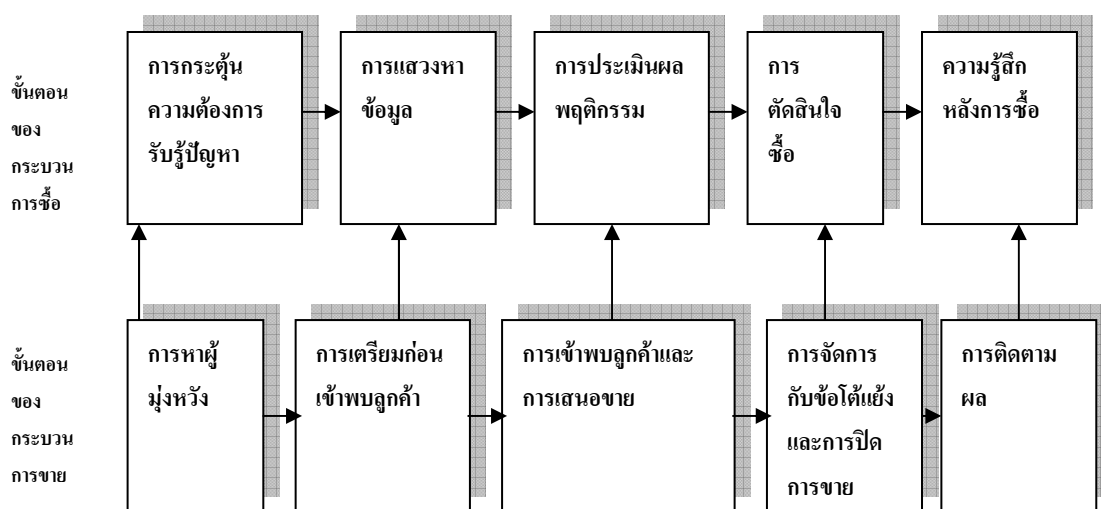 ขั้นตอน
ของ
กระบวน
การซื้อ
การกระตุ้น
ความต้องการ
รับรู้ปัญหา
การแสวงหา
ข้อมูล
การประเมินผล
พฤติกรรม
การ
ตัดสินใจ
ซื้อ
ความรู้สึก
หลังการซื้อ
ขั้นตอน
ของ
กระบวน
การขาย
การหาผู้
มุ่งหวัง
การเตรียมก่อน
เข้าพบลูกค้า
การเข้าพบลูกค้าและ
การเสนอขาย
การจัดการ
กับข้อโต้แย้ง
และการปิด
การขาย
การติดตาม
ผล